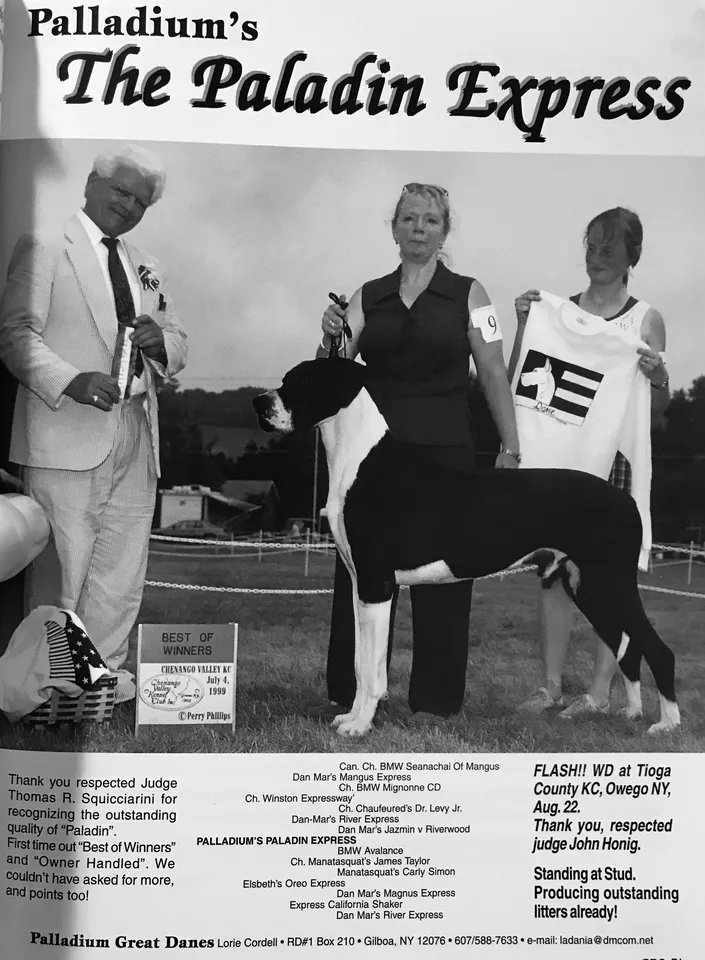 Palladium's
The Paladin Express
9
Dane
BEST OF
WINNERS
CHENANGO VALLEY KC
July 4,
1999
Chenango
Valley
Kennel
Club Inc.
© Perry Phillips
Thank you respected Judge
Thomas R. Squicciarini for
recognizing the outstanding
quality of "Paladin".
First time out "Best of Winners"
and "Owner Handled". We
couldn't have asked for more,
and points too!
Can. Ch. BMW Seanachai Of Mangus
Dan Mar's Mangus Express
Ch. BMW Mignonne CD
Ch. Winston Expressway'
Ch. Chaufeured's Dr. Levy Jr.
Dan-Mar's River Express
Dan Mar's Jazmin v Riverwood
PALLADIUM'S PALADIN EXPRESS
BMW Avalance
Ch. Manatasquat's James Taylor
Manatasquat's Carly Simon
Elsbeth's Oreo Express
Dan Mar's Magnus Express
Express California Shaker
Dan Mar's River Express
FLASH!! WD at Tioga
County KC, Owego NY,
Aug. 22.
Thank you, respected
judge John Honig.
Standing at Stud.
Producing outstanding
litters already!
Palladium Great Danes Lorie Cordell • RD#1 Box 210 • Gilboa, NY 12076 • 607/588-7633 • e-mail: ladania@dmcom.net